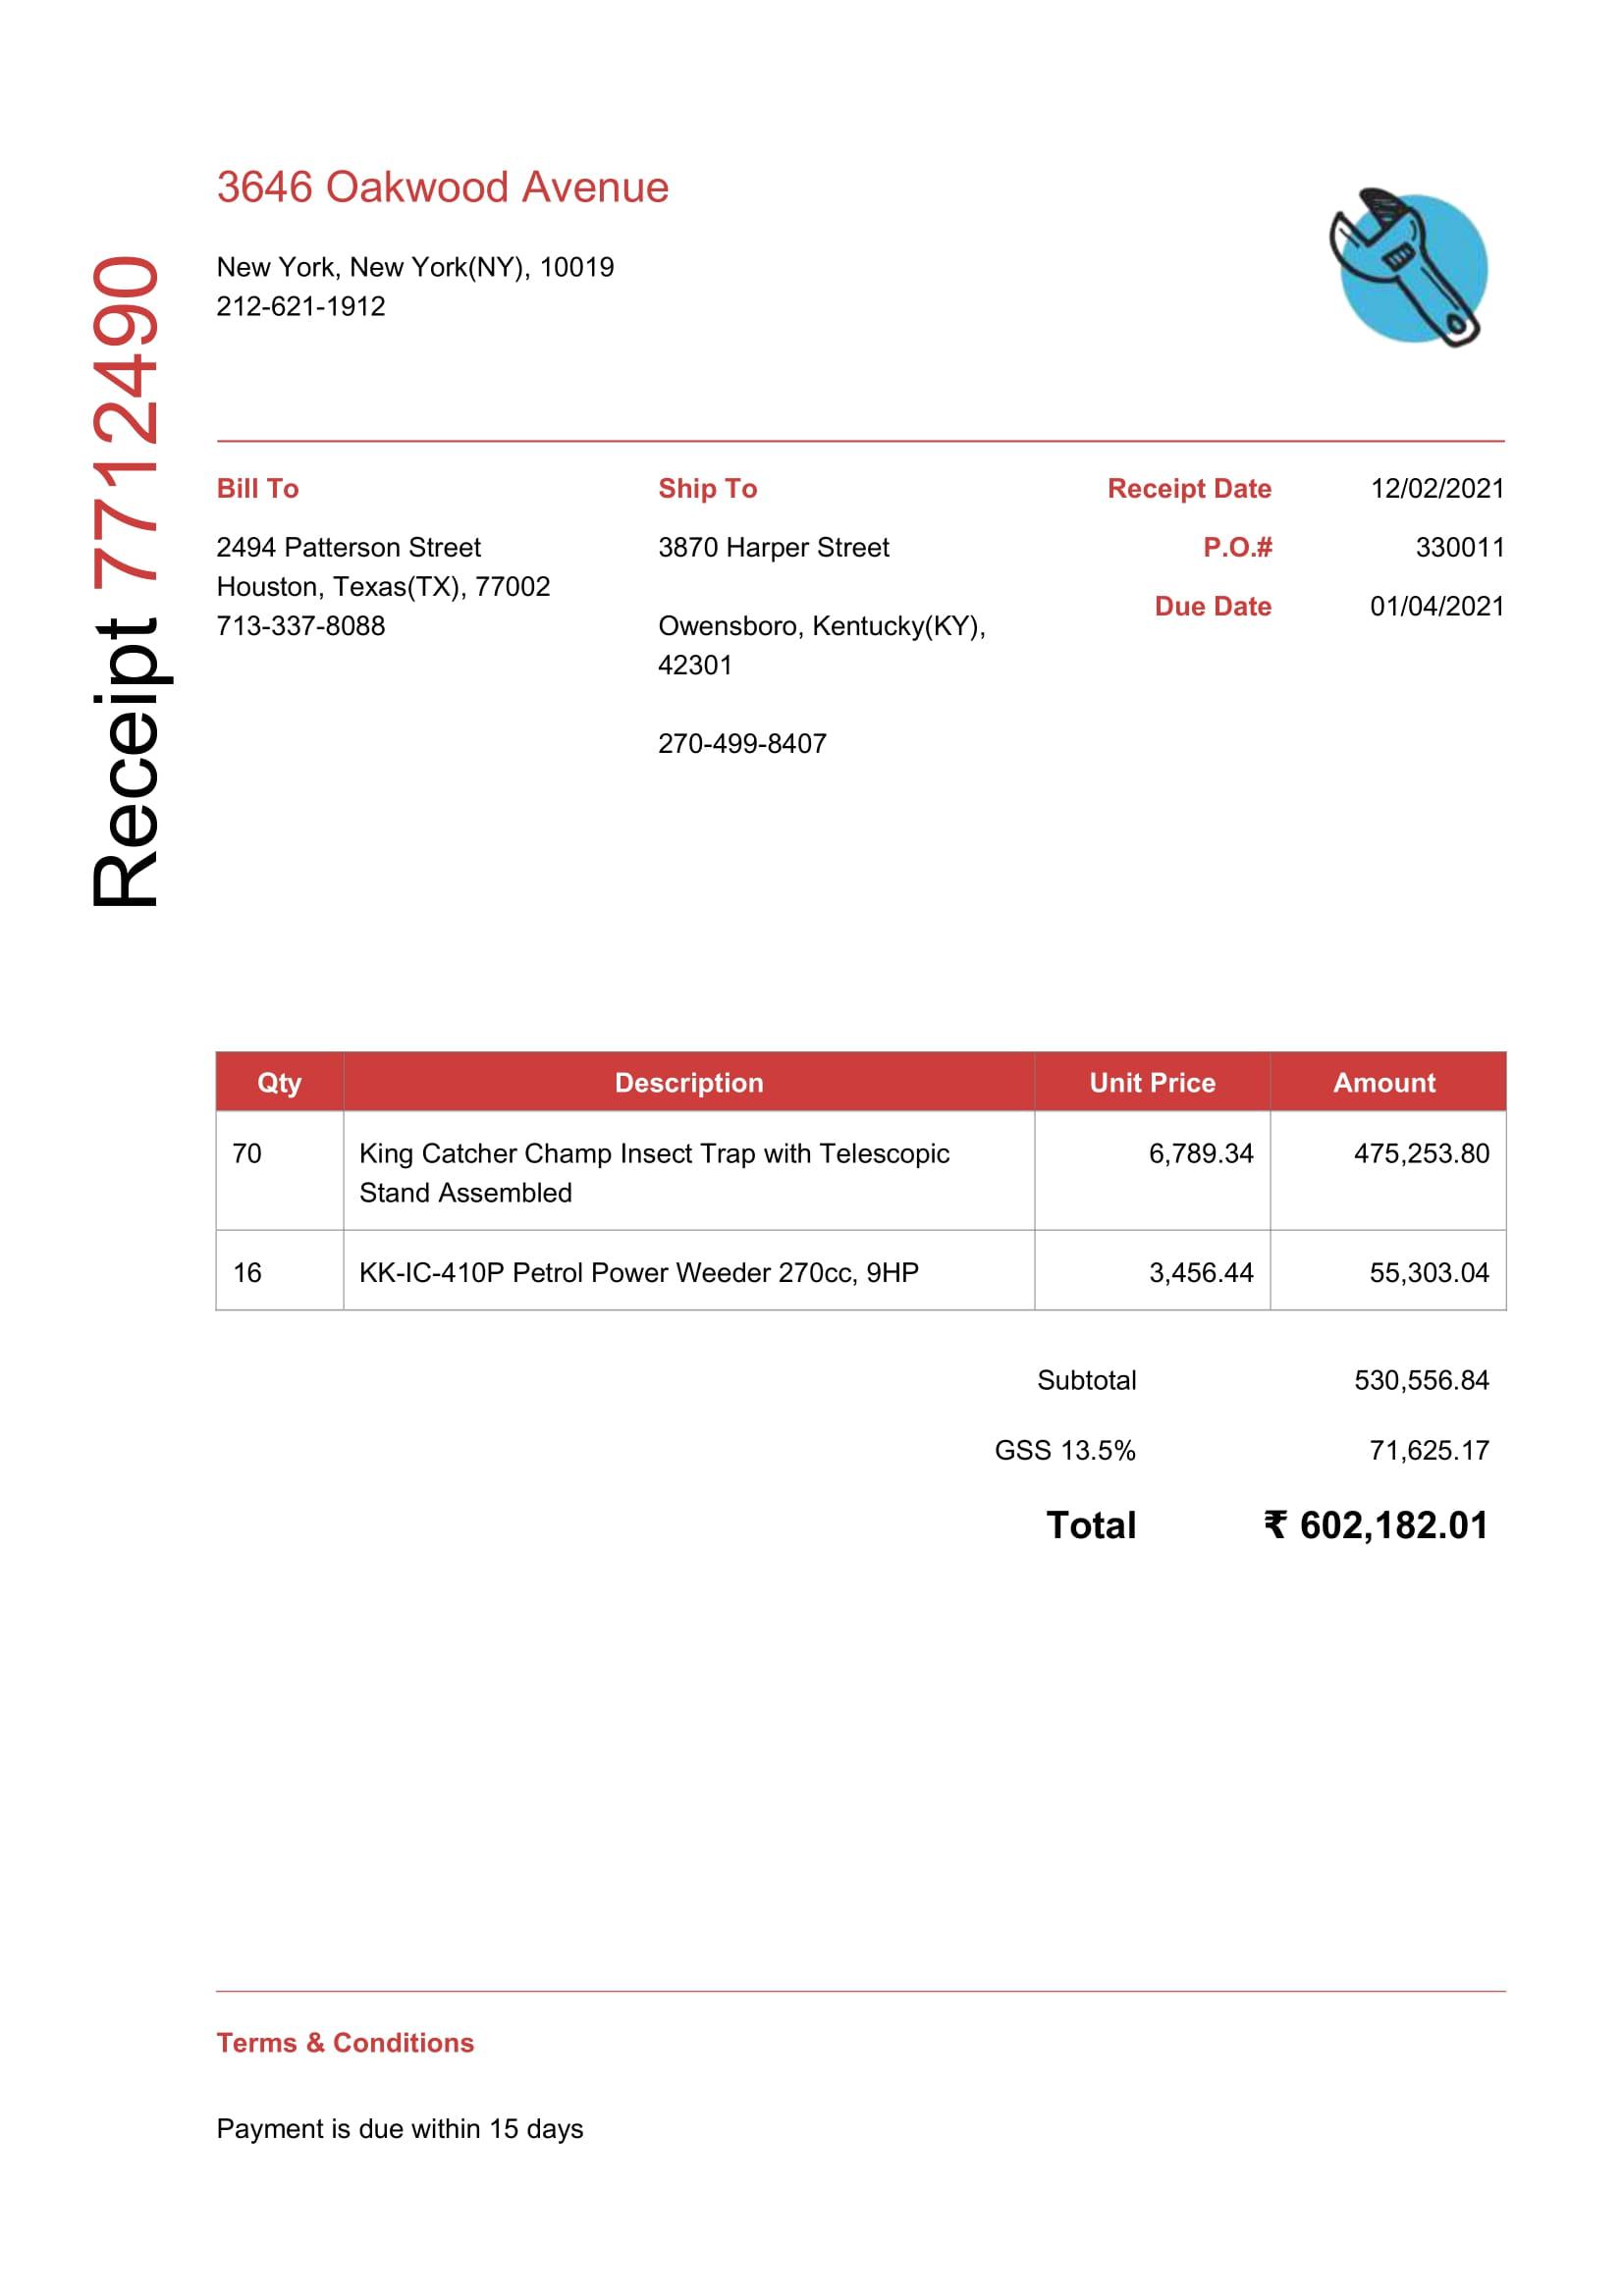 Receipt 7712490
3646 Oakwood Avenue
New York, New York(NY), 10019
212-621-1912
Bill To
2494 Patterson Street
Houston, Texas(TX), 77002
713-337-8088
Ship To
3870 Harper Street
Owensboro, Kentucky(KY),
42301
270-499-8407
Receipt Date 12/02/2021
P.O.# 330011
Due Date 01/04/2021
Qty Description Unit Price Amount
70 King Catcher Champ Insect Trap with Telescopic 6,789.34 475,253.80
Stand Assembled
16 KK-IC-410P Petrol Power Weeder 270cc, 9HP 3,456.44 55,303.04
Subtotal 530,556.84
GSS 13.5% 71,625.17
Total ₹ 602,182.01
Terms & Conditions
Payment is due within 15 days